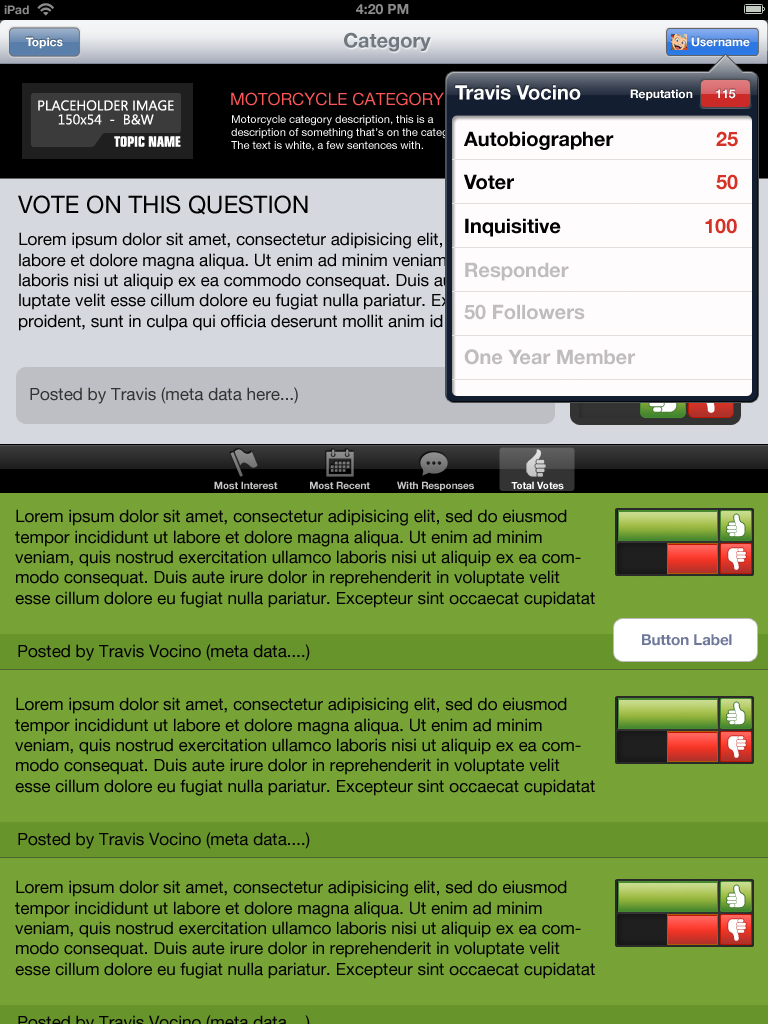 iPad
4:20 PM
Topics
Category
Username
PLACEHOLDER IMAGE
150x54 - B&W
TOPIC NAME
MOTORCYCLE CATEGORY
Motorcycle category description, this is a
description of something that's on the categ
The text is white, a few sentences with.
Travis Vocino
Reputation
115
Autobiographer 25
Voter 50
Inquisitive 100
Responder
50 Followers
One Year Member
VOTE ON THIS QUESTION
Lorem ipsum dolor sit amet, consectetur adipisicing elit,
labore et dolore magna aliqua. Ut enim ad minim veniam
laboris nisi ut aliquip ex ea commodo consequat. Duis au
luptate velit esse cillum dolore eu fugiat nulla pariatur. Ex
proident, sunt in culpa qui officia deserunt mollit anim id
Posted by Travis (meta data here...)
Most Interest
Most Recent
With Responses
Total Votes
Lorem ipsum dolor sit amet, consectetur adipisicing elit, sed do eiusmod
tempor incididunt ut labore et dolore magna aliqua. Ut enim ad minim
veniam, quis nostrud exercitation ullamco laboris nisi ut aliquip ex ea com-
modo consequat. Duis aute irure dolor in reprehenderit in voluptate velit
esse cillum dolore eu fugiat nulla pariatur. Excepteur sint occaecat cupidatat
Posted by Travis Vocino (meta data....)
Button Label
Lorem ipsum dolor sit amet, consectetur adipisicing elit, sed do eiusmod
tempor incididunt ut labore et dolore magna aliqua. Ut enim ad minim
veniam, quis nostrud exercitation ullamco laboris nisi ut aliquip ex ea com-
modo consequat. Duis aute irure dolor in reprehenderit in voluptate velit
esse cillum dolore eu fugiat nulla pariatur. Excepteur sint occaecat cupidatat
Posted by Travis Vocino (meta data....)
Lorem ipsum dolor sit amet, consectetur adipisicing elit, sed do eiusmod
tempor incididunt ut labore et dolore magna aliqua. Ut enim ad minim
veniam, quis nostrud exercitation ullamco laboris nisi ut aliquip ex ea com-
modo consequat. Duis aute irure dolor in reprehenderit in voluptate velit
esse cillum dolore eu fugiat nulla pariatur. Excepteur sint occaecat cupidatat
Posted by Travis Vocino (meta data....)